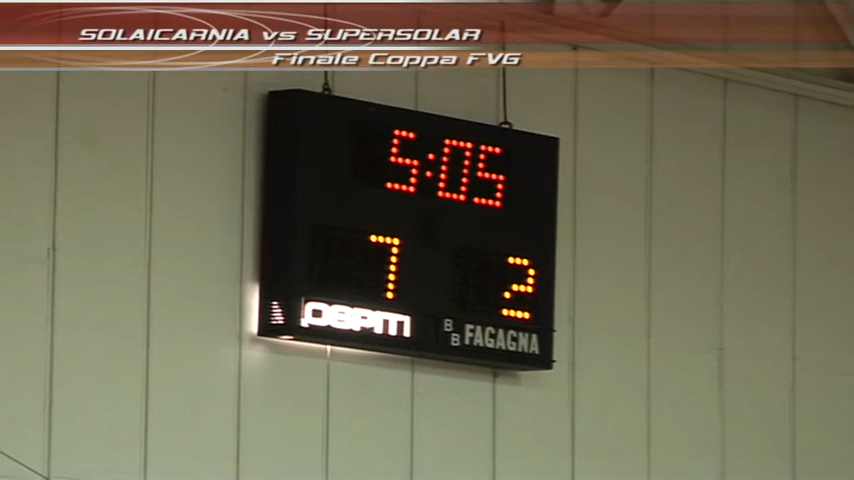 SOLAICARNIA vs SUPERSOLAR
Finale Coppa FVG
5:05
7 2
BB FAGAGNA